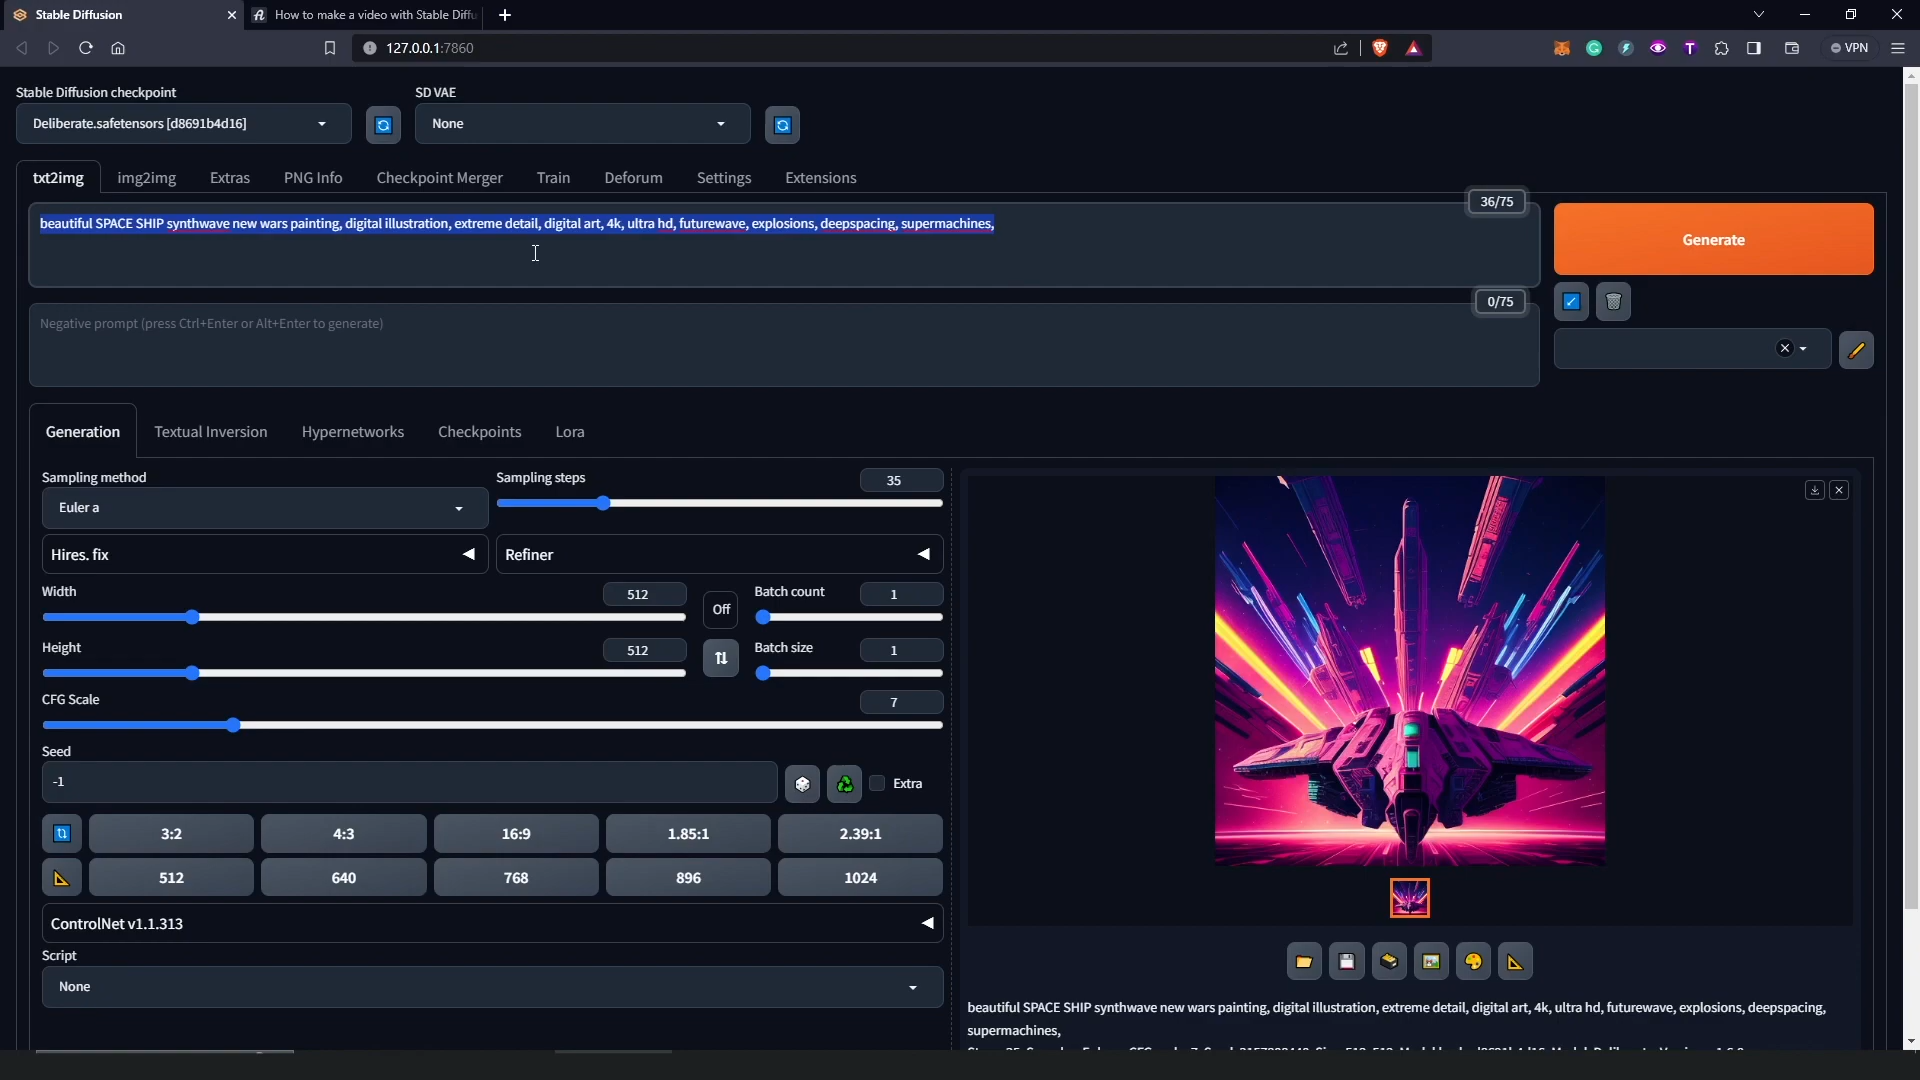 Stable Diffusion
How to make a video with Stable Diffu
127.0.0.1:7860
VPN
Stable Diffusion checkpoint
SD VAE
Deliberate.safetensors [d8691b4d16]
None
txt2img
img2img
Extras
PNG Info
Checkpoint Merger
Train
Deforum
Settings
Extensions
36/75
beautiful SPACE SHIP synthwave new wars painting, digital illustration, extreme detail, digital art, 4k, ultra hd, futurewave, explosions, deepspacing, supermachines,
Generate
0/75
Negative prompt (press Ctrl+Enter or Alt+Enter to generate)
Generation
Textual Inversion
Hypernetworks
Checkpoints
Lora
Sampling method
Sampling steps
35
Euler a
Hires. fix
Refiner
Width
512
Off
Batch count
1
Height
512
Batch size
1
CFG Scale
7
Seed
-1
Extra
3:2
4:3
16:9
1.85:1
2.39:1
512
640
768
896
1024
ControlNet v1.1.313
Script
None
beautiful SPACE SHIP synthwave new wars painting, digital illustration, extreme detail, digital art, 4k, ultra hd, futurewave, explosions, deepspacing,
supermachines,